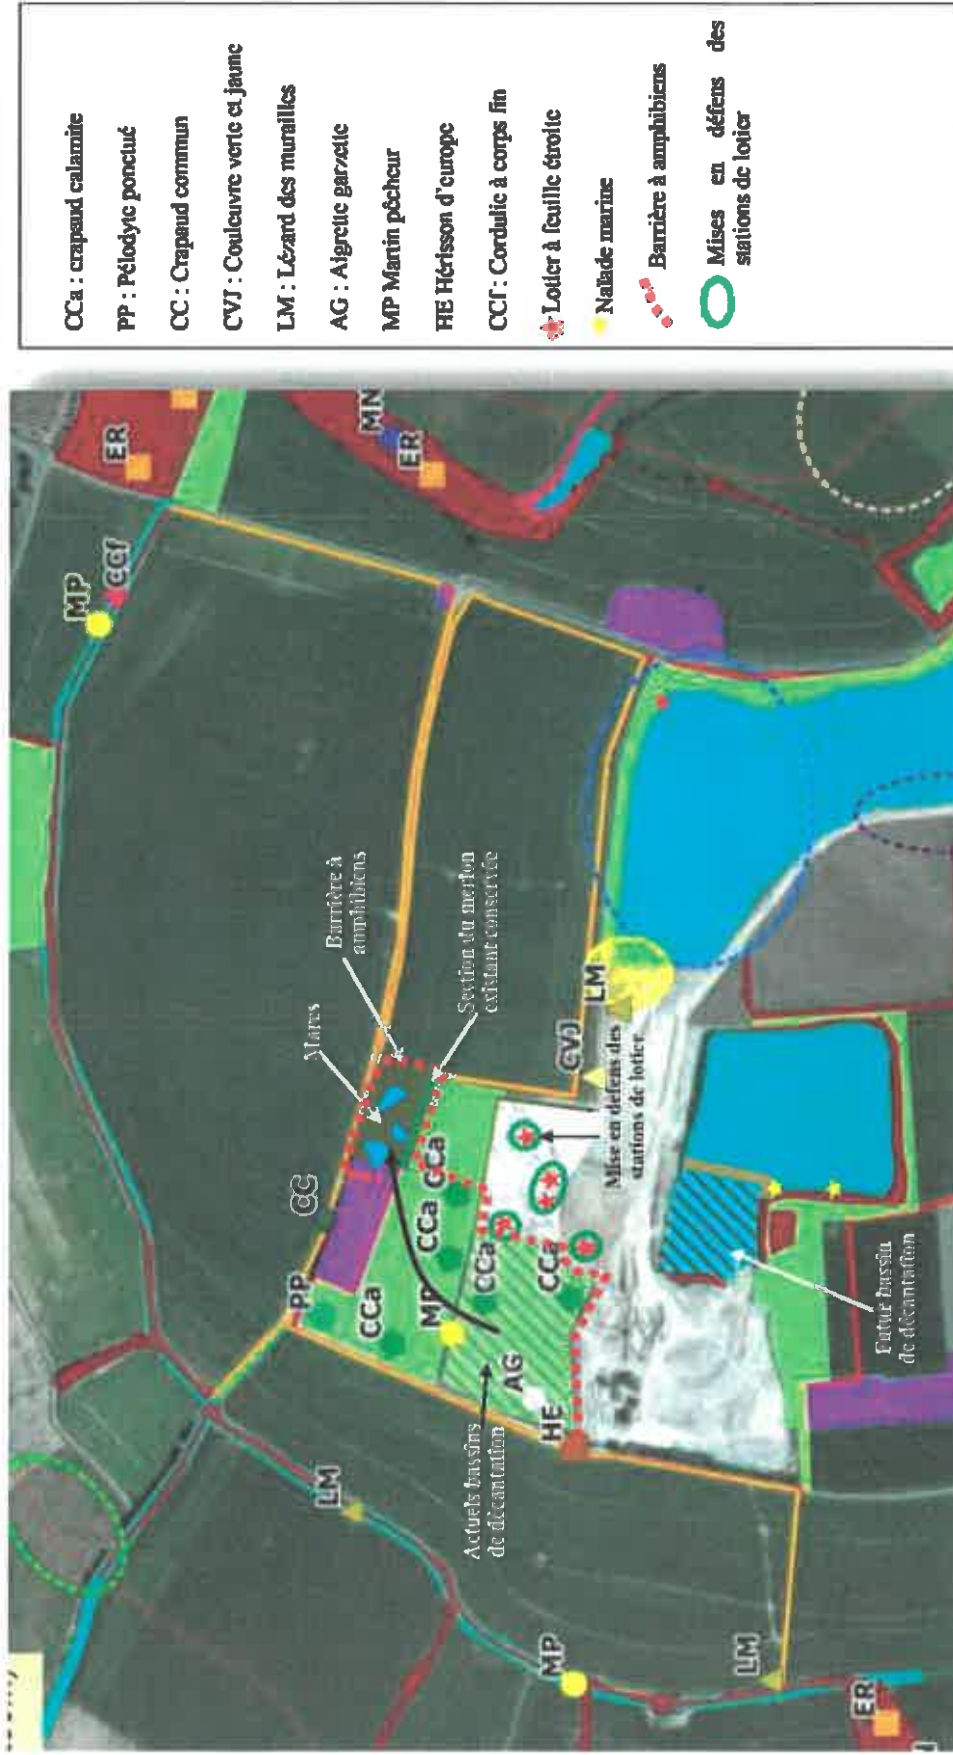 CCa : crapaud calamite
PP : Pélodyte ponctué
CC : Crapaud commun
CVJ : Couleuvre verte et jaune
LM : Lézard des murailles
AG : Aigrette garzette
MP Martin pêcheur
HE Hérisson d'europe
CCf : Cordulie à corps fin
Lotier à feuille étroite
Naïade marine
Barrière à amphibiens
Mises en défens des
stations de lotier
ER
MN
ER
MP
CCf
Barrière à
amphibiens
Mares
Section du merlon
existant conservée
CC
PP
CCa
CCa
CCa
MP
CCa
CCa
CVJ
LM
Mise en defens des
stations de lotier
AG
HE
Actuels bassins
de décantation
Futur bassin
de décantation
LM
MP
LM
ER